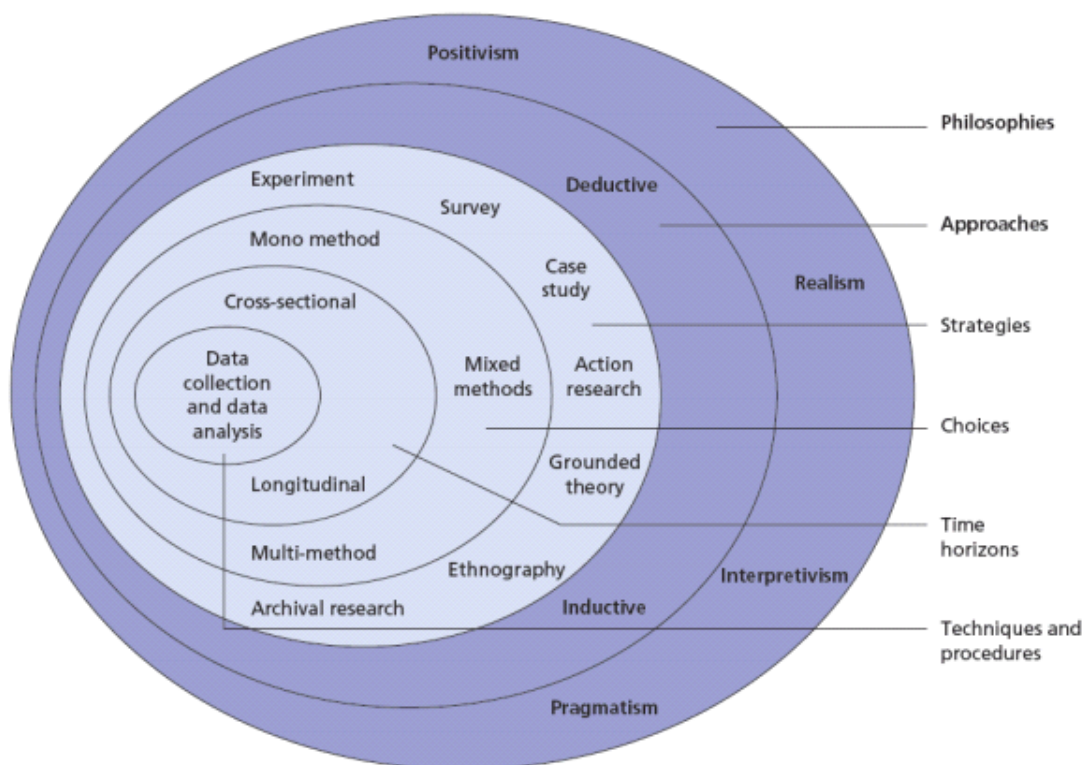 Positivism
Philosophies
Experiment
Deductive
Survey
Approaches
Mono method
Case
study
Realism
Cross-sectional
Strategies
Data
collection
and data
analysis
Mixed
methods
Action
research
Choices
Grounded
theory
Longitudinal
Time
horizons
Multi-method
Ethnography
Interpretivism
Archival research
Inductive
Techniques and
procedures
Pragmatism